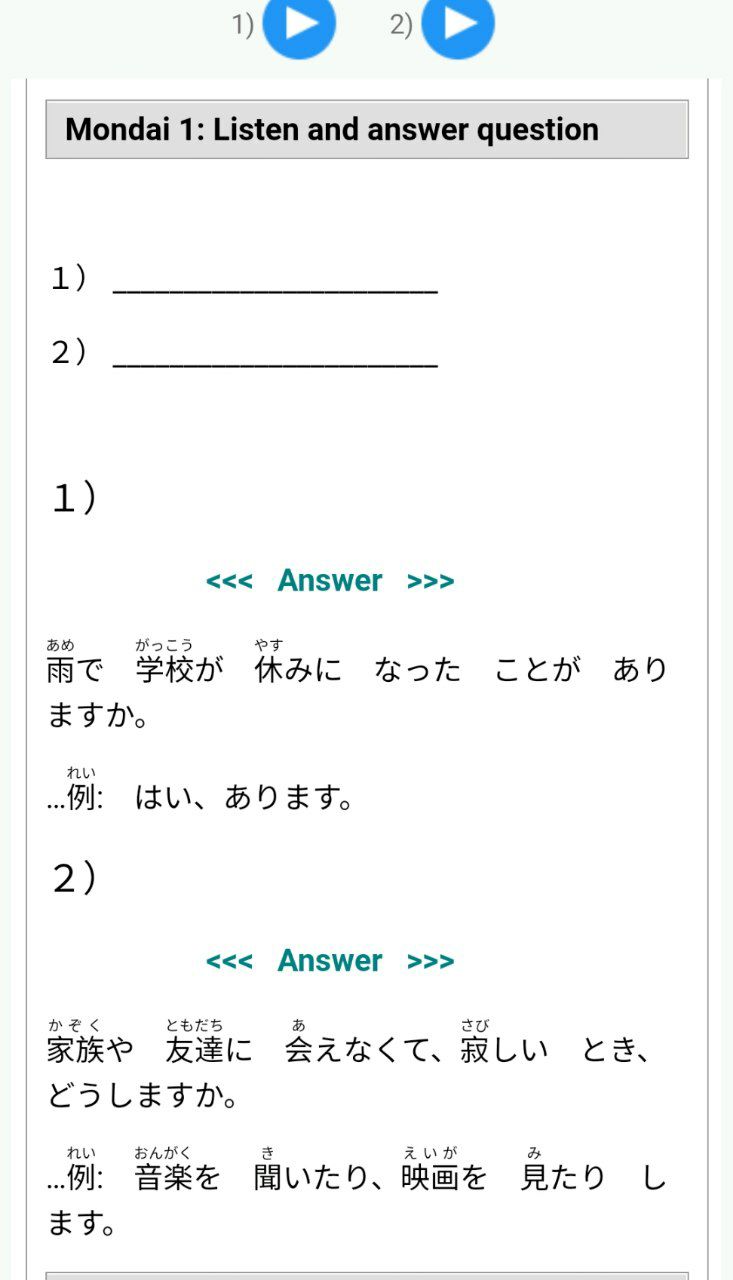 1)
2)
Mondai 1: Listen and answer question
1) ______________________
2) ______________________
1)
<<< Answer >>>
あめ がっこう やす
雨で 学校が 休みに なった ことが あり
ますか。
れい
...例: はい、あります。
2)
<<< Answer >>>
かぞく ともだち あ さび
家族や 友達に 会えなくて、寂しい とき、
どうしますか。
れい おんがく き えいが み
...例: 音楽を 聞いたり、映画を 見たり し
ます。